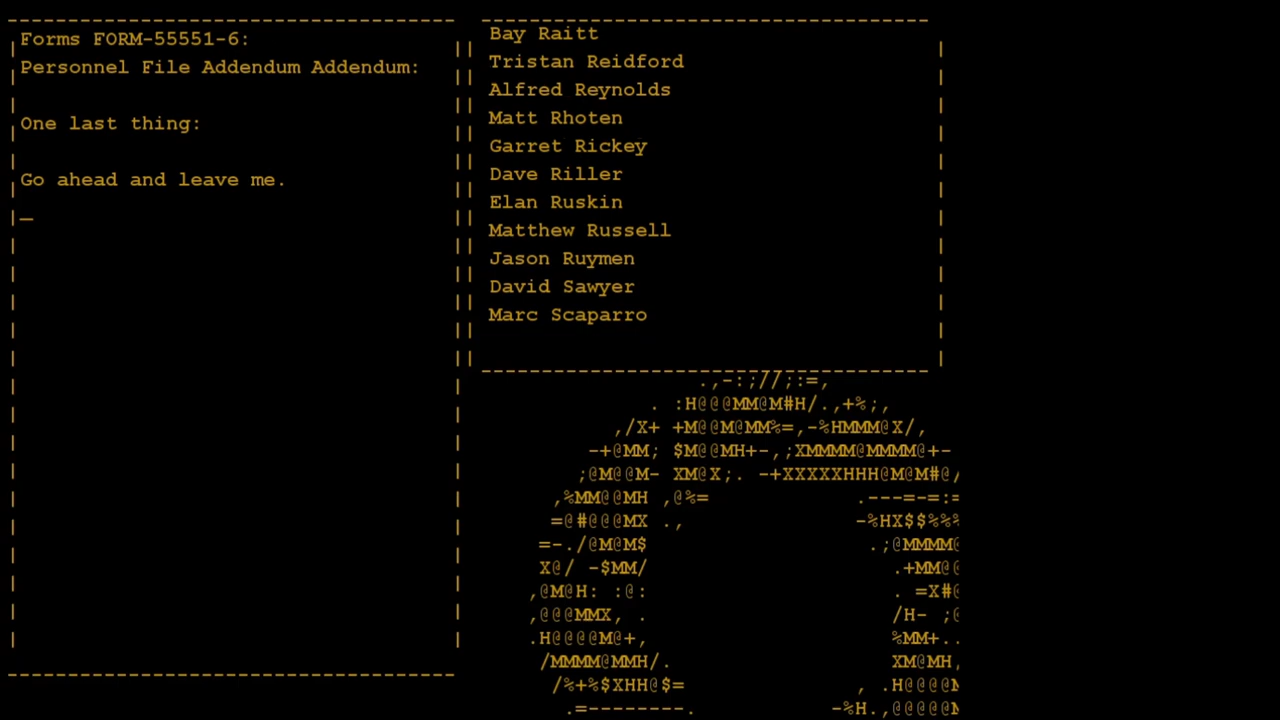 Forms FORM-55551-6:
Personnel File Addendum Addendum:
One last thing:
Go ahead and leave me.
_
Bay Raitt
Tristan Reidford
Alfred Reynolds
Matt Rhoten
Garret Rickey
Dave Riller
Elan Ruskin
Matthew Russell
Jason Ruymen
David Sawyer
Marc Scaparro